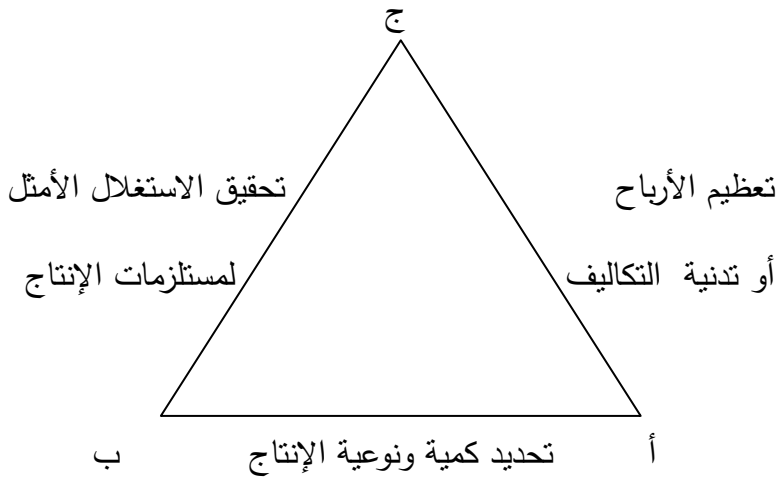 ج
تعظيم الأرباح
تحقيق الاستغلال الأمثل
أو تدنية التكاليف
لمستلزمات الإنتاج
أ
تحديد كمية ونوعية الإنتاج
ب